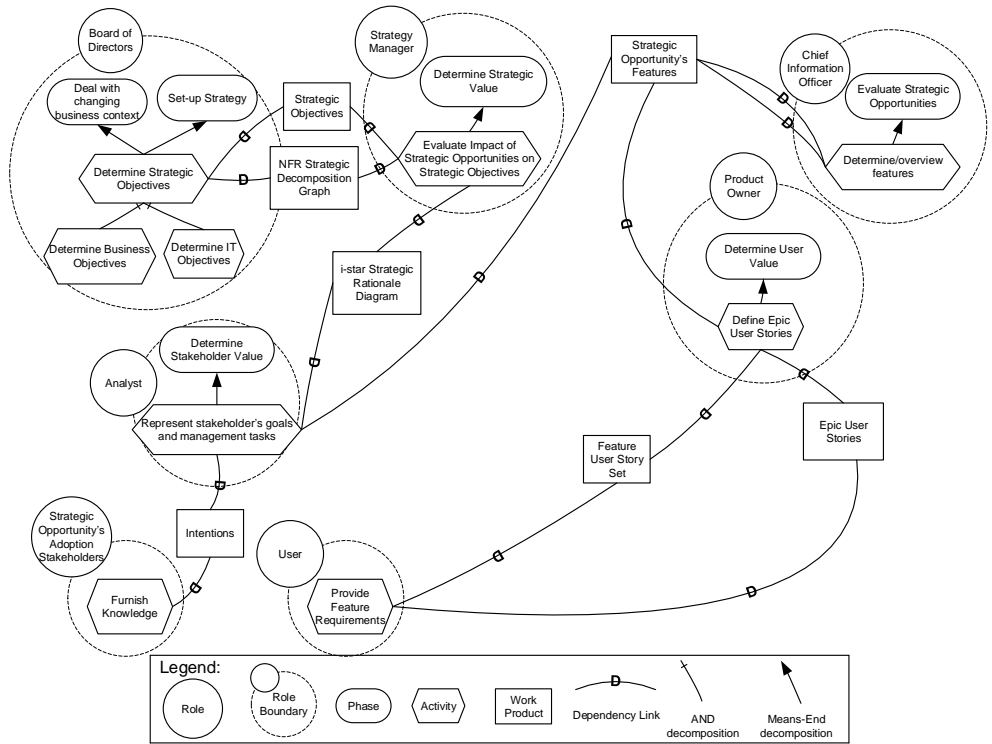 Board of
Directors
Deal with
changing
business context
Set-up Strategy
Determine Strategic
Objectives
Determine Business
Objectives
Determine IT
Objectives
D
D
Strategic
Objectives
NFR Strategic
Decomposition
Graph
D
D
Strategy
Manager
Determine Strategic
Value
Evaluate Impact of
Strategic Opportunities on
Strategic Objectives
D
i-star Strategic
Rationale
Diagram
D
D
Strategic
Opportunity's
Features
D
D
Chief
Information
Officer
Evaluate Strategic
Opportunities
Determine/overview
features
D
Product
Owner
Determine User
Value
Define Epic
User Stories
D
D
Epic User
Stories
Feature
User Story
Set
D
D
Analyst
Determine
Stakeholder Value
Represent stakeholder's goals
and management tasks
D
Intentions
D
Strategic
Opportunity's
Adoption
Stakeholders
Furnish
Knowledge
User
Provide
Feature
Requirements
Legend:
Role
Role
Boundary
Phase
Activity
Work
Product
D
Dependency Link
AND
decomposition
Means-End
decomposition